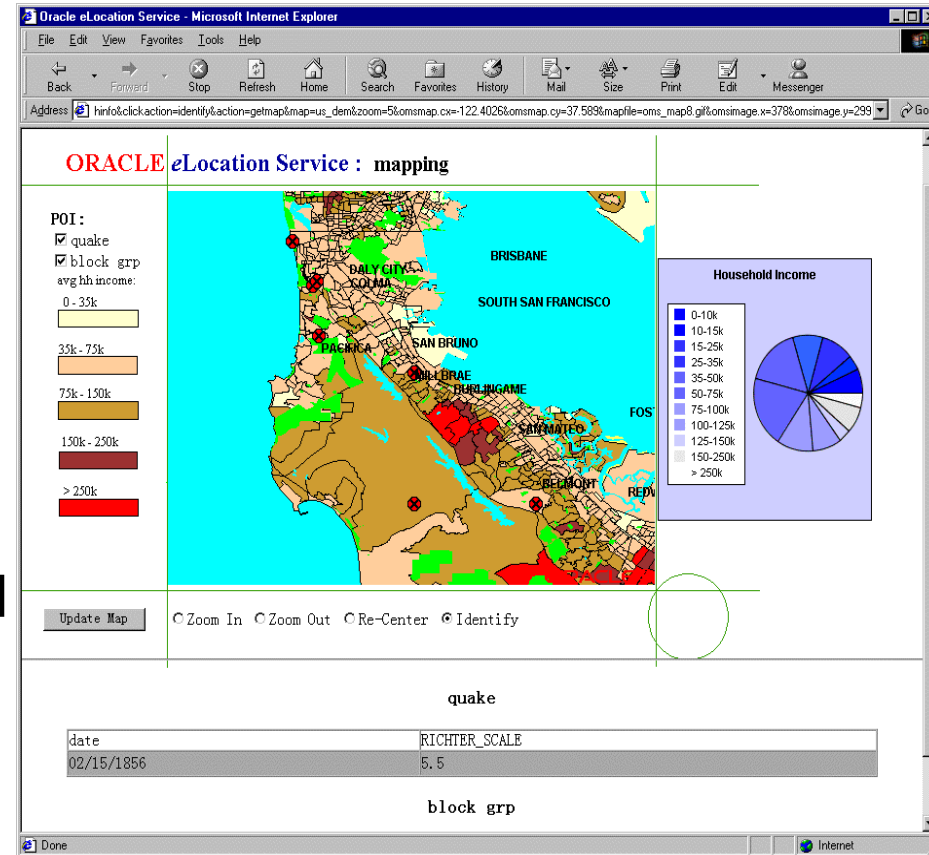 Oracle eLocation Service - Microsoft Internet Explorer
File Edit View Favorites Tools Help
Back Forward Stop Refresh Home Search Favorites History Mail Size Print Edit Messenger
Address hinfo&clickaction=identify&action=getmap&map=us_dem&zoom=5&omsmap.cx=-122.4026&omsmap.cy=37.589&mapfile=oms_map8.gif&omsimage.x=378&omsimage.y=299 Go
ORACLE eLocation Service : mapping
POI:
quake
block grp
avg hh income:
0 - 35k
35k - 75k
75k - 150k
150k - 250k
> 250k
BRISBANE
DALY CITY
COLMA
SOUTH SAN FRANCISCO
PACIFICA
SAN BRUNO
MILLBRAE
BURLINGAME
FOST
SAN MATEO
BELMONT
REDW
Household Income
0-10k
10-15k
15-25k
25-35k
35-50k
50-75k
75-100k
100-125k
125-150k
150-250k
> 250k
Update Map Zoom In Zoom Out Re-Center Identify
quake
date RICHTER_SCALE
02/15/1856 5.5
block grp
Done Internet